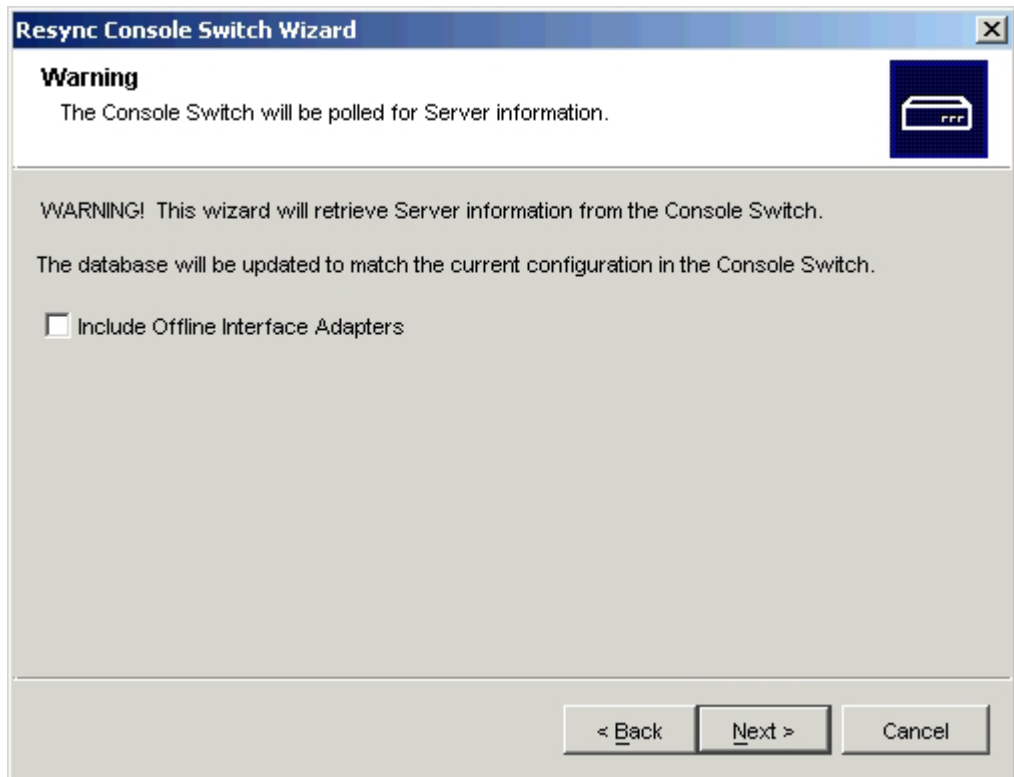 Resync Console Switch Wizard
Warning
The Console Switch will be polled for Server information.
WARNING! This wizard will retrieve Server information from the Console Switch.
The database will be updated to match the current configuration in the Console Switch.
Include Offline Interface Adapters
< Back
Next >
Cancel